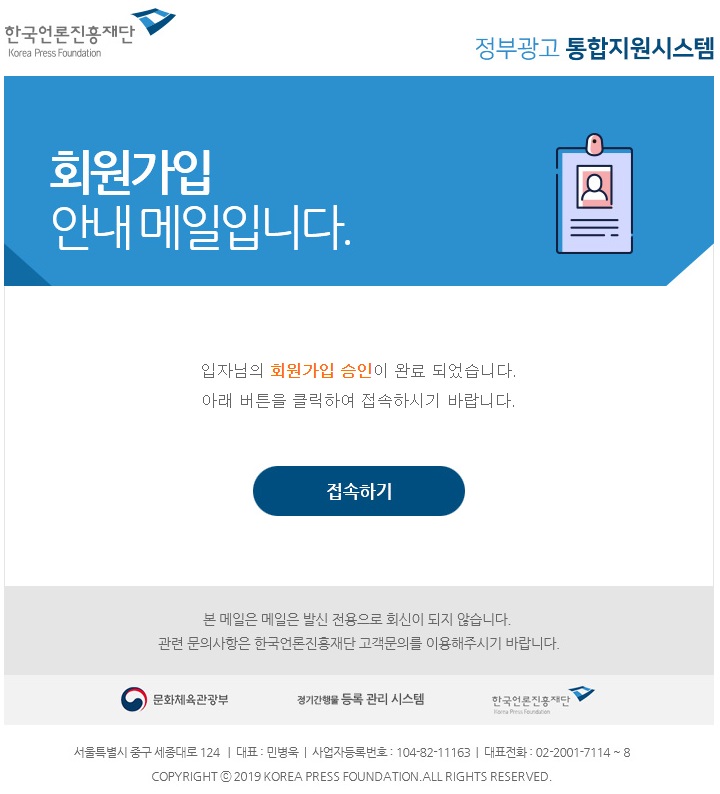 한국언론진흥재단
Korea Press Foundation
정부광고 통합지원시스템
회원가입
안내 메일입니다.
입자님의 회원가입 승인이 완료 되었습니다.
아래 버튼을 클릭하여 접속하시기 바랍니다.
접속하기
본 메일은 메일은 발신 전용으로 회신이 되지 않습니다.
관련 문의사항은 한국언론진흥재단 고객문의를 이용해주시기 바랍니다.
문화체육관광부 정기간행물 등록 관리 시스템 한국언론진흥재단
Korea Press Foundation
서울특별시 중구 세종대로 124 | 대표 : 민병욱 | 사업자등록번호 : 104-82-11163 | 대표전화 : 02-2001-7114 ~ 8
COPYRIGHT ⓒ 2019 KOREA PRESS FOUNDATION.ALL RIGHTS RESERVED.